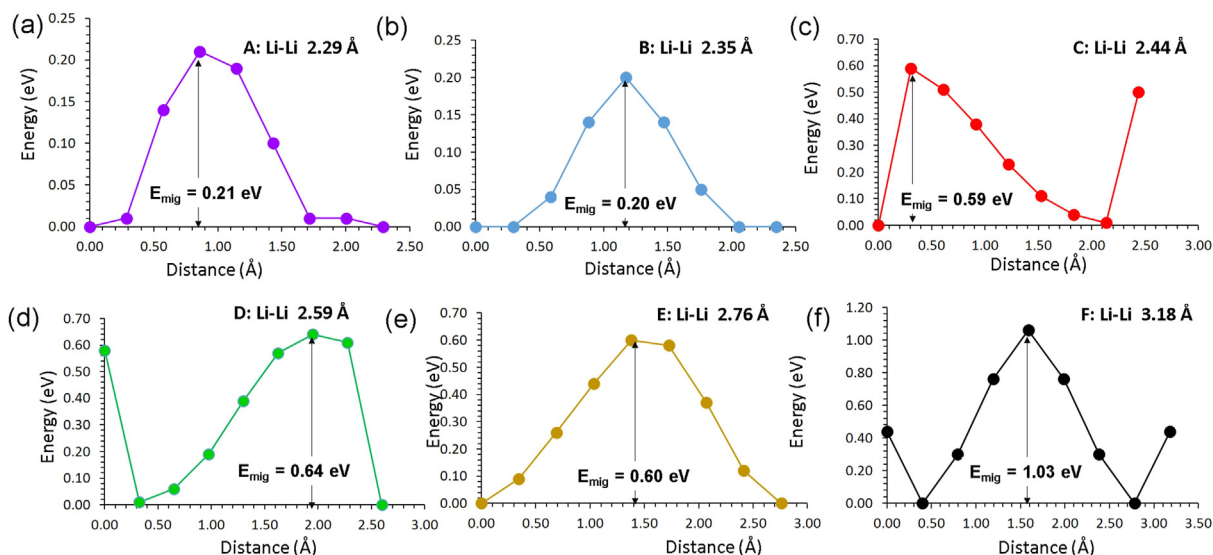 (a)
A: Li-Li 2.29 Å
Energy (eV)
0.25
0.20
0.15
0.10
0.05
0.00
Emig = 0.21 eV
0.00 0.50 1.00 1.50 2.00 2.50
Distance (Å)
(b)
B: Li-Li 2.35 Å
Energy (eV)
0.25
0.20
0.15
0.10
0.05
0.00
Emig = 0.20 eV
0.00 0.50 1.00 1.50 2.00 2.50
Distance (Å)
(c)
C: Li-Li 2.44 Å
Energy (eV)
0.70
0.60
0.50
0.40
0.30
0.20
0.10
0.00
Emig = 0.59 eV
0.00 0.50 1.00 1.50 2.00 2.50 3.00
Distance (Å)
(d)
D: Li-Li 2.59 Å
Energy (eV)
0.70
0.60
0.50
0.40
0.30
0.20
0.10
0.00
Emig = 0.64 eV
0.00 0.50 1.00 1.50 2.00 2.50 3.00
Distance (Å)
(e)
E: Li-Li 2.76 Å
Energy (eV)
0.70
0.60
0.50
0.40
0.30
0.20
0.10
0.00
Emig = 0.60 eV
0.00 0.50 1.00 1.50 2.00 2.50 3.00
Distance (Å)
(f)
F: Li-Li 3.18 Å
Energy (eV)
1.20
1.00
0.80
0.60
0.40
0.20
0.00
Emig = 1.03 eV
0.00 0.50 1.00 1.50 2.00 2.50 3.00 3.50
Distance (Å)